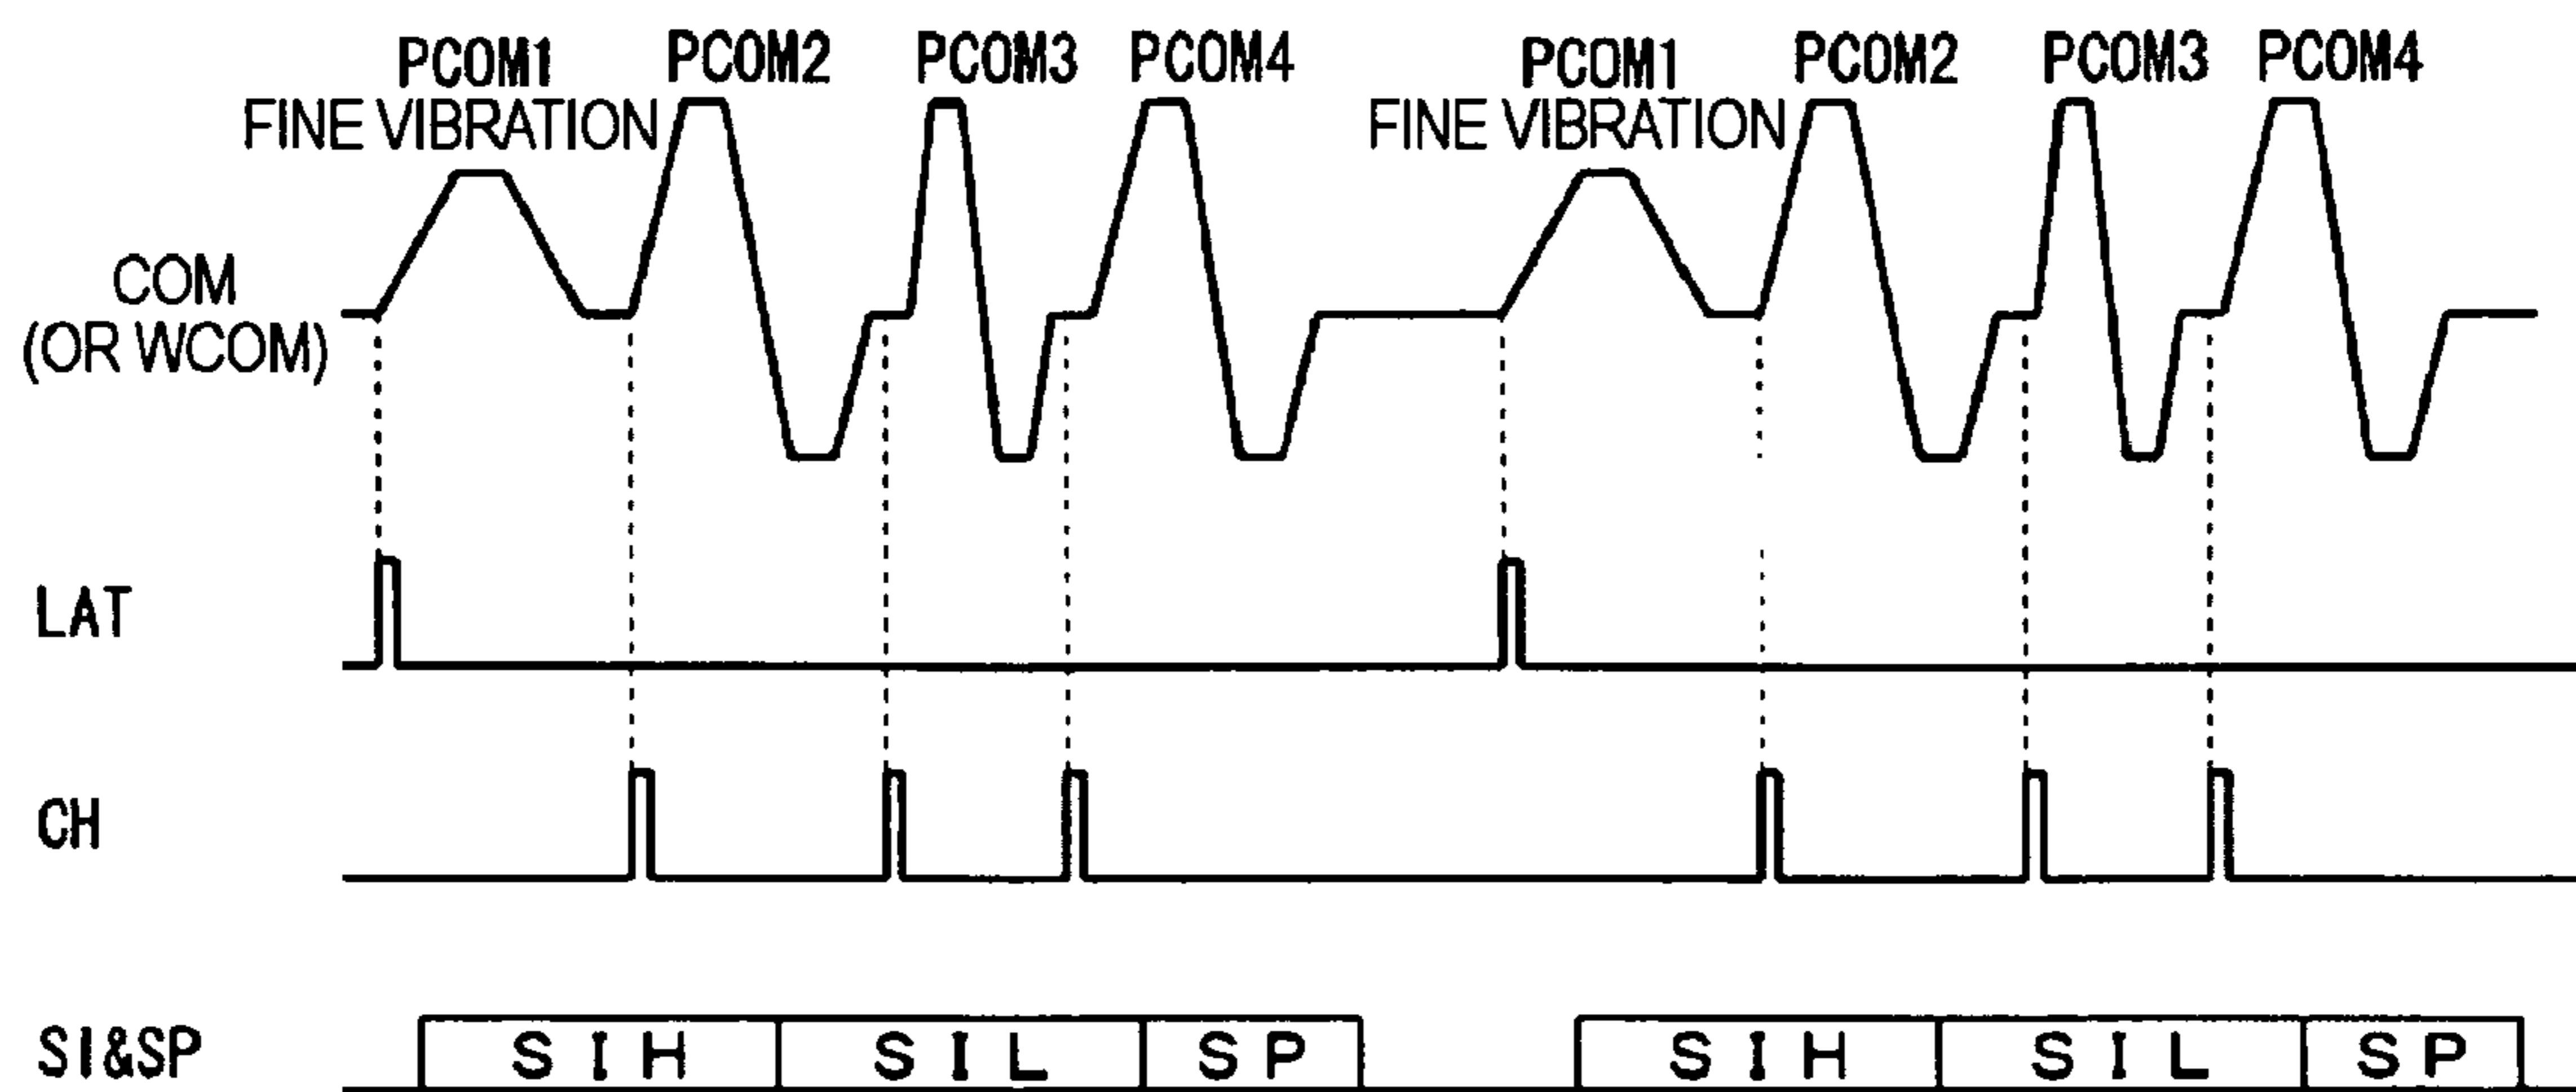 PCOM1 PCOM2 PCOM3 PCOM4 PCOM1 PCOM2 PCOM3 PCOM4
FINE VIBRATION FINE VIBRATION
COM
(OR WCOM)
LAT
CH
SI&SP SIH SIL SP SIH SIL SP